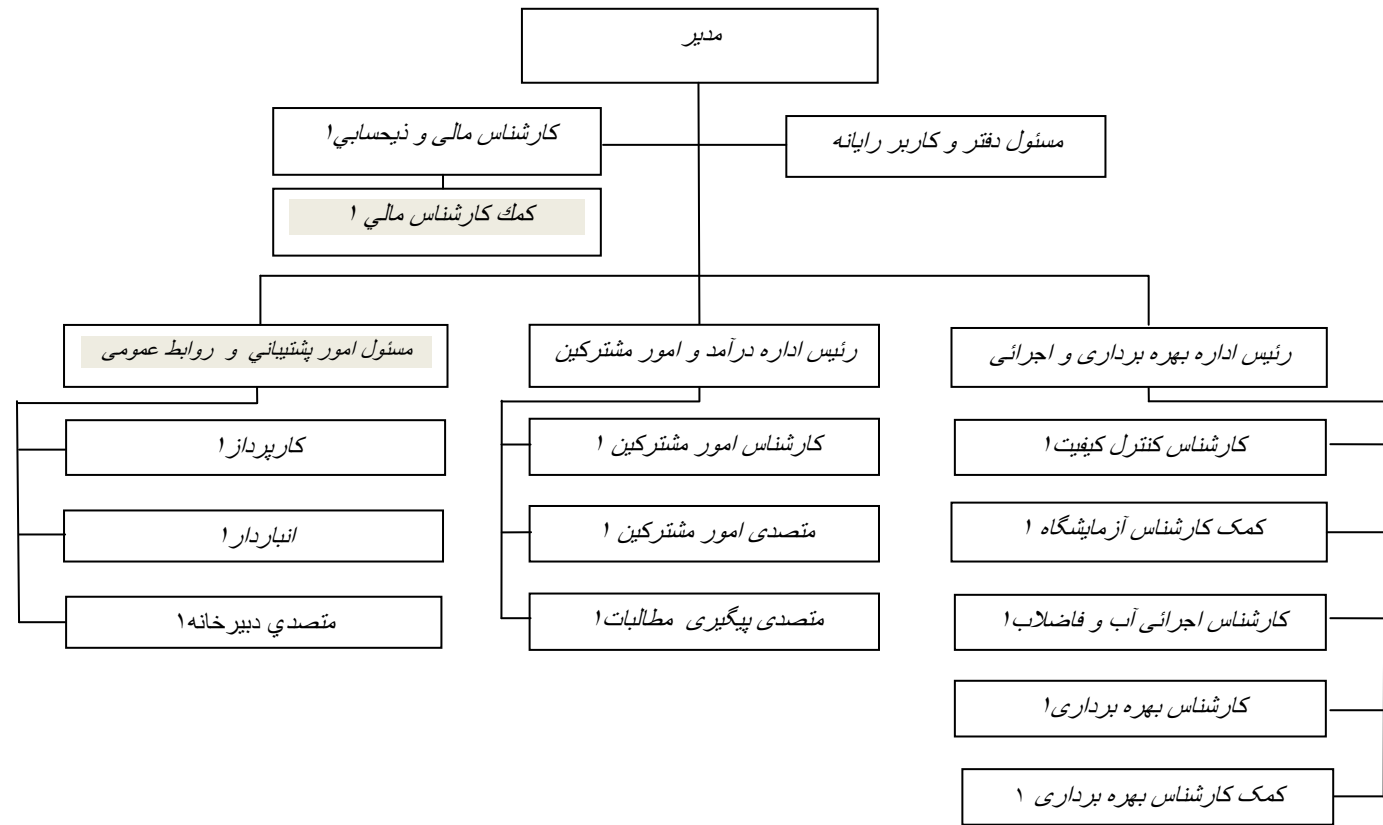 مدیر
مسئول دفتر و کاربر رایانه
کارشناس مالی و ذیحسابي۱
كمك كارشناس مالي ۱
رئیس اداره بهره برداری و اجرائی
رئیس اداره درآمد و امور مشترکین
مسئول امور پشتيباني و روابط عمومی
کارشناس کنترل کیفیت۱
کارشناس امور مشترکین ۱
کارپرداز۱
کمک کارشناس آزمایشگاه ۱
متصدی امور مشترکین ۱
انباردار۱
کارشناس اجرائی آب و فاضلاب۱
متصدی پیگیری مطالبات۱
متصدي دبیرخانه۱
کارشناس بهره برداری۱
کمک کارشناس بهره برداری ۱